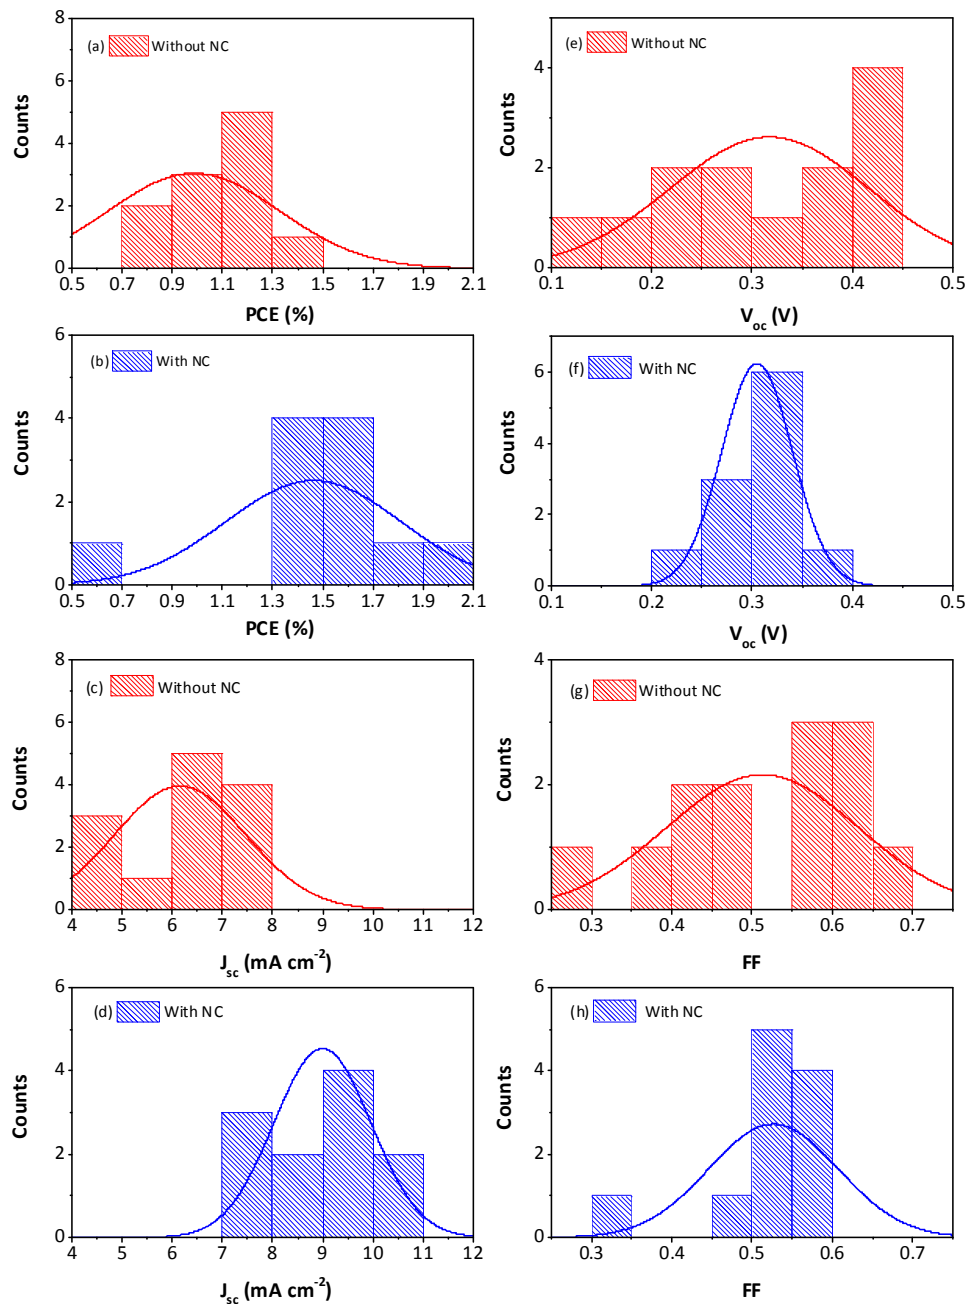 8
6
4
2
0
Counts
(a) Without NC
0.5 0.7 0.9 1.1 1.3 1.5 1.7 1.9 2.1
PCE (%)
4
2
0
Counts
(e) Without NC
0.1 0.2 0.3 0.4 0.5
V_oc (V)
6
4
2
0
Counts
(b) With NC
0.5 0.7 0.9 1.1 1.3 1.5 1.7 1.9 2.1
PCE (%)
6
4
2
0
Counts
(f) With NC
0.1 0.2 0.3 0.4 0.5
V_oc (V)
8
6
4
2
0
Counts
(c) Without NC
4 5 6 7 8 9 10 11 12
J_sc (mA cm⁻²)
4
2
0
Counts
(g) Without NC
0.3 0.4 0.5 0.6 0.7
FF
6
4
2
0
Counts
(d) With NC
4 5 6 7 8 9 10 11 12
J_sc (mA cm⁻²)
6
4
2
0
Counts
(h) With NC
0.3 0.4 0.5 0.6 0.7
FF